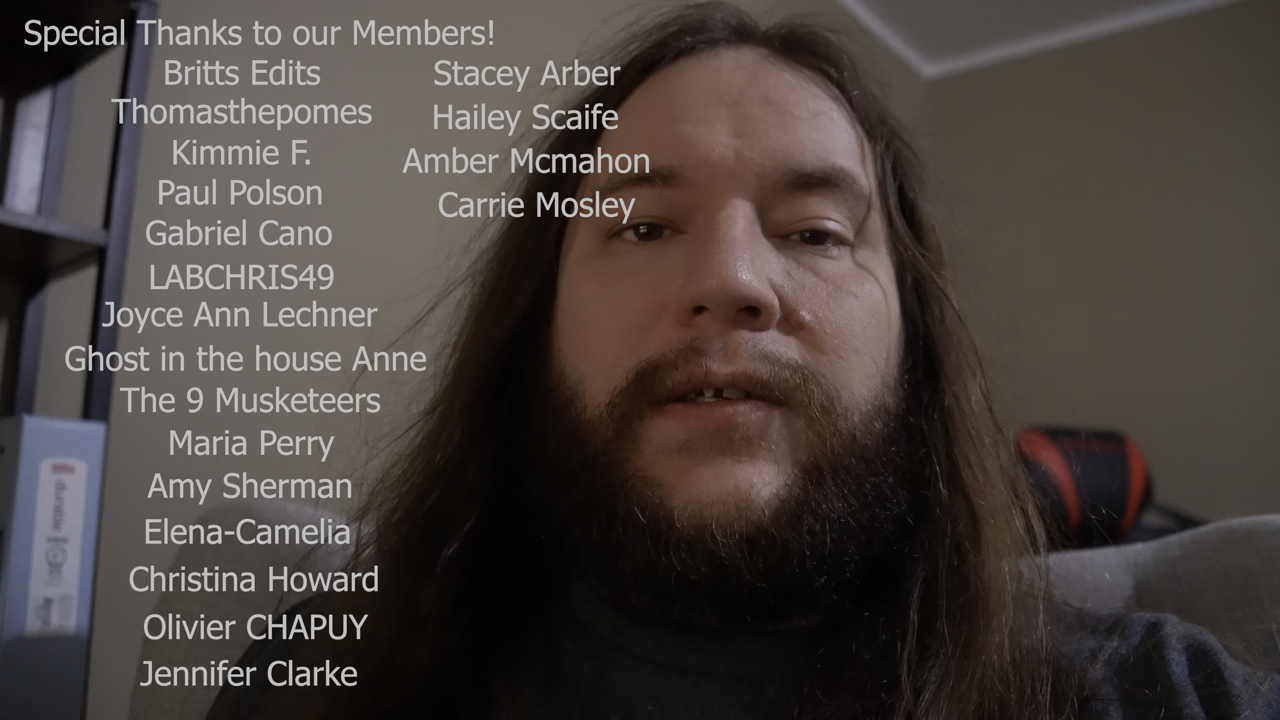 Special Thanks to our Members!
Britts Edits
Thomasthepomes
Kimmie F.
Paul Polson
Gabriel Cano
LABCHRIS49
Joyce Ann Lechner
Ghost in the house Anne
The 9 Musketeers
Maria Perry
Amy Sherman
Elena-Camelia
Christina Howard
Olivier CHAPUY
Jennifer Clarke
Stacey Arber
Hailey Scaife
Amber Mcmahon
Carrie Mosley
durable